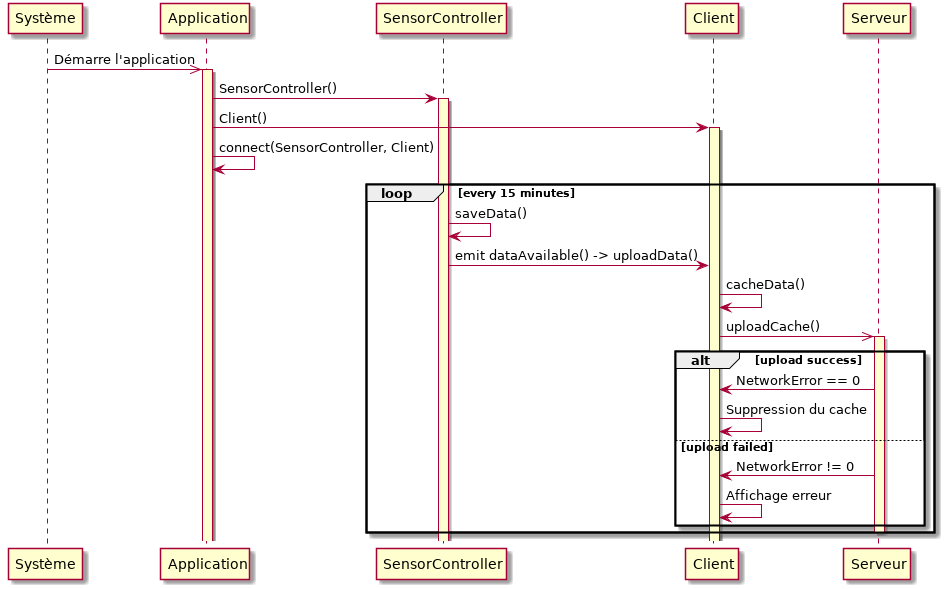 Système Application SensorController Client Serveur
Démarre l'application
SensorController()
Client()
connect(SensorController, Client)
loop [every 15 minutes]
saveData()
emit dataAvailable() -> uploadData()
cacheData()
uploadCache()
alt [upload success]
NetworkError == 0
Suppression du cache
[upload failed]
NetworkError != 0
Affichage erreur
Système Application SensorController Client Serveur